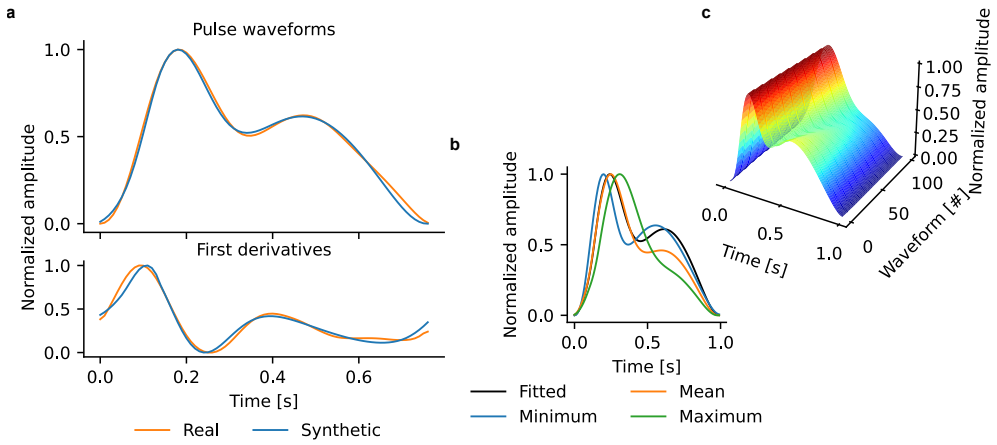 a
Pulse waveforms
1.0
0.5
0.0
Normalized amplitude
First derivatives
1.0
0.5
0.0
0.0
0.2
0.4
0.6
Time [s]
Real
Synthetic
b
Normalized amplitude
1.0
0.5
0.0
0.0
0.5
1.0
Time [s]
Fitted
Minimum
Mean
Maximum
c
1.00
0.75
0.50
0.25
0.00
Normalized amplitude
100
50
0
Waveform [#]
0.0
0.5
1.0
Time [s]